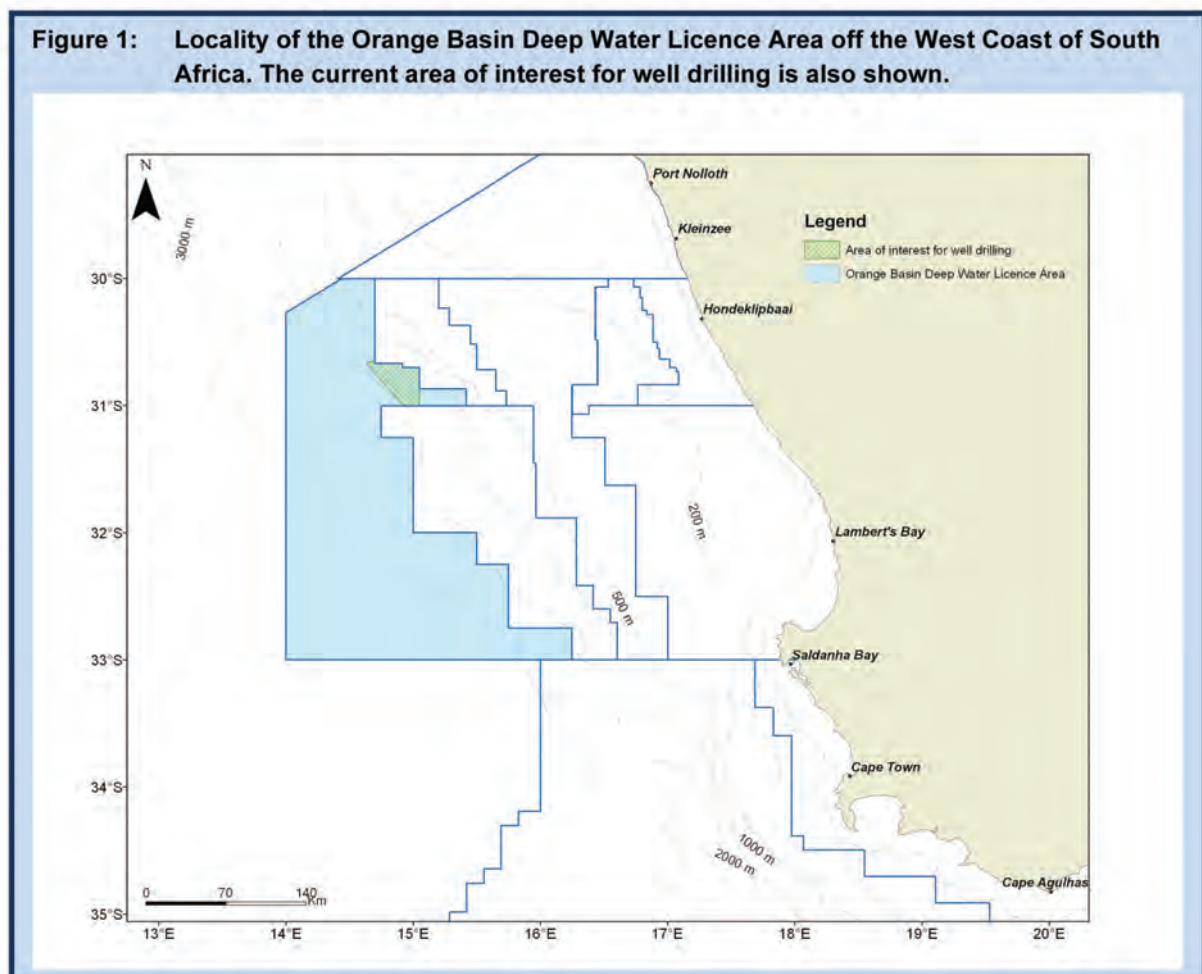 Figure 1: Locality of the Orange Basin Deep Water Licence Area off the West Coast of South
Africa. The current area of interest for well drilling is also shown.
N
3000 m
Port Nolloth
Kleinzee
Legend
Area of interest for well drilling
Orange Basin Deep Water Licence Area
30°S
Hondeklipbaai
31°S
200 m
32°S
Lambert's Bay
500 m
33°S
Saldanha Bay
34°S
Cape Town
1000 m
2000 m
Cape Agulhas
0 70 140
Km
35°S
13°E 14°E 15°E 16°E 17°E 18°E 19°E 20°E